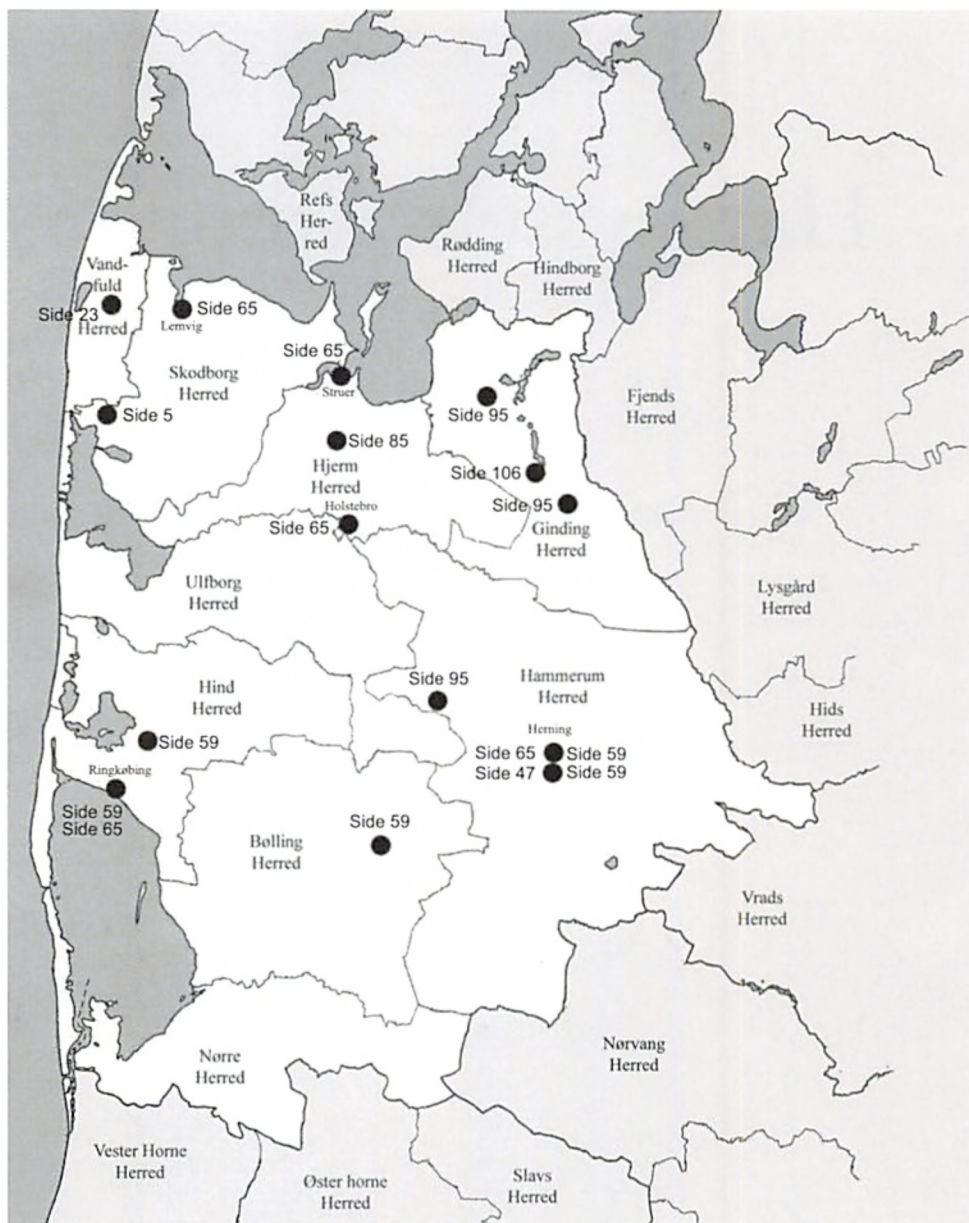 Refs
Her-
red
Rødding
Herred
Hindborg
Herred
Vand-
fuld
Herred
Side 23
Side 65
Lemvig
Skodborg
Herred
Side 65
Struer
Side 5
Side 95
Fjends
Herred
Side 85
Hjerm
Herred
Side 106
Side 95
Ginding
Herred
Holstebro
Side 65
Ulfborg
Herred
Lysgård
Herred
Hind
Herred
Side 95
Hammerum
Herred
Hids
Herred
Side 59
Herning
Side 65
Side 59
Side 47
Side 59
Ringkøbing
Side 59
Side 65
Side 59
Bølling
Herred
Vrads
Herred
Nørre
Herred
Nørvang
Herred
Vester Horne
Herred
Øster horne
Herred
Slavs
Herred